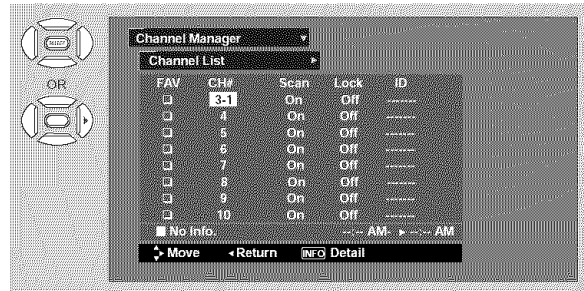 SELECT
OR
Channel Manager
Channel List
FAV CH# Scan Lock ID
3-1 On Off -------
4 On Off -------
5 On Off -------
6 On Off -------
7 On Off -------
8 On Off -------
9 On Off -------
10 On Off -------
No Info. --:-- AM- ▸ --:-- AM
Move ◂Return INFO Detail